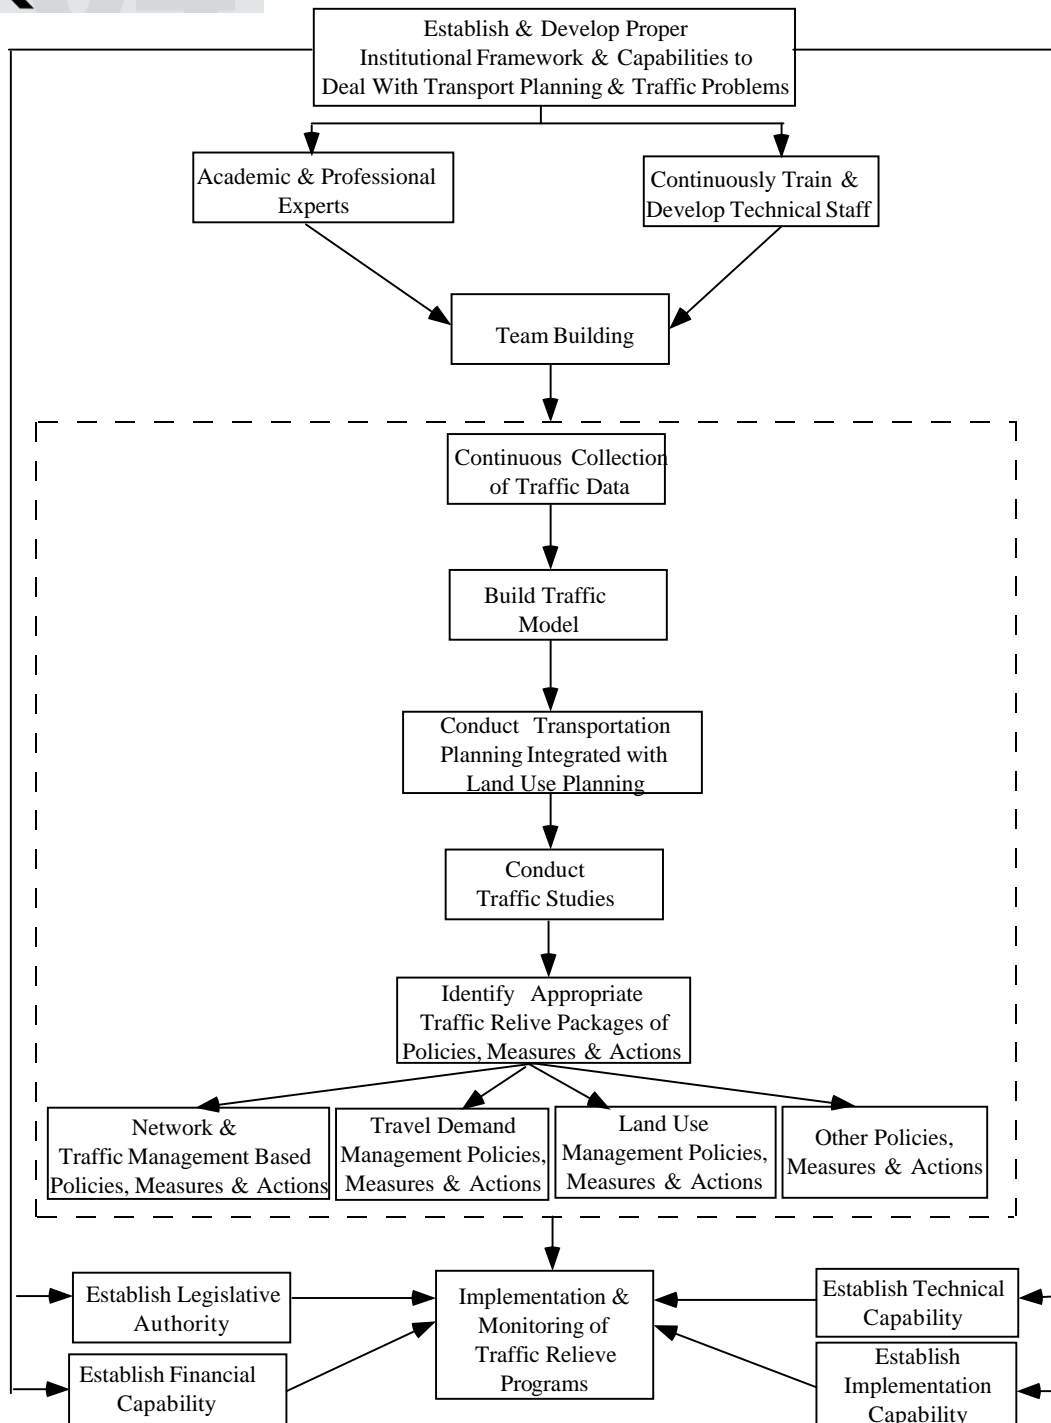 Establish & Develop Proper
Institutional Framework & Capabilities to
Deal With Transport Planning & Traffic Problems
Academic & Professional
Experts
Continuously Train &
Develop Technical Staff
Team Building
Continuous Collection
of Traffic Data
Build Traffic
Model
Conduct Transportation
Planning Integrated with
Land Use Planning
Conduct
Traffic Studies
Identify Appropriate
Traffic Relive Packages of
Policies, Measures & Actions
Network &
Traffic Management Based
Policies, Measures & Actions
Travel Demand
Management Policies,
Measures & Actions
Land Use
Management Policies,
Measures & Actions
Other Policies,
Measures & Actions
Establish Legislative
Authority
Establish Financial
Capability
Implementation &
Monitoring of
Traffic Relieve
Programs
Establish Technical
Capability
Establish
Implementation
Capability